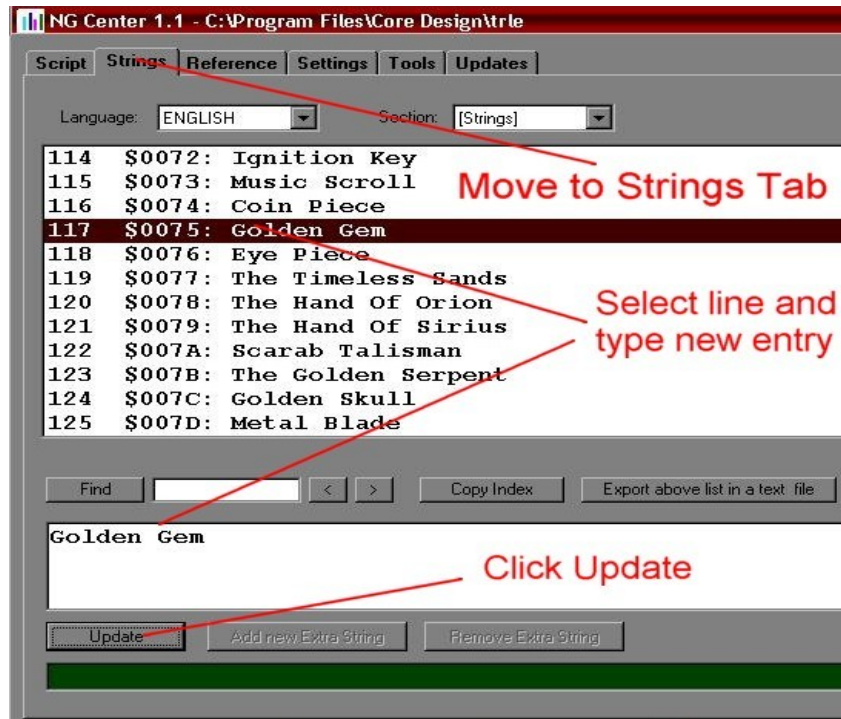 NG Center 1.1 - C:\Program Files\Core Design\trle
Script Strings Reference Settings Tools Updates
Language: ENGLISH Section: [Strings]
114 $0072: Ignition Key
115 $0073: Music Scroll
116 $0074: Coin Piece
117 $0075: Golden Gem
118 $0076: Eye Piece
119 $0077: The Timeless Sands
120 $0078: The Hand Of Orion
121 $0079: The Hand Of Sirius
122 $007A: Scarab Talisman
123 $007B: The Golden Serpent
124 $007C: Golden Skull
125 $007D: Metal Blade
Move to Strings Tab
Select line and
type new entry
Find < > Copy Index Export above list in a text file
Golden Gem
Click Update
Update Add new Extra String Remove Extra String